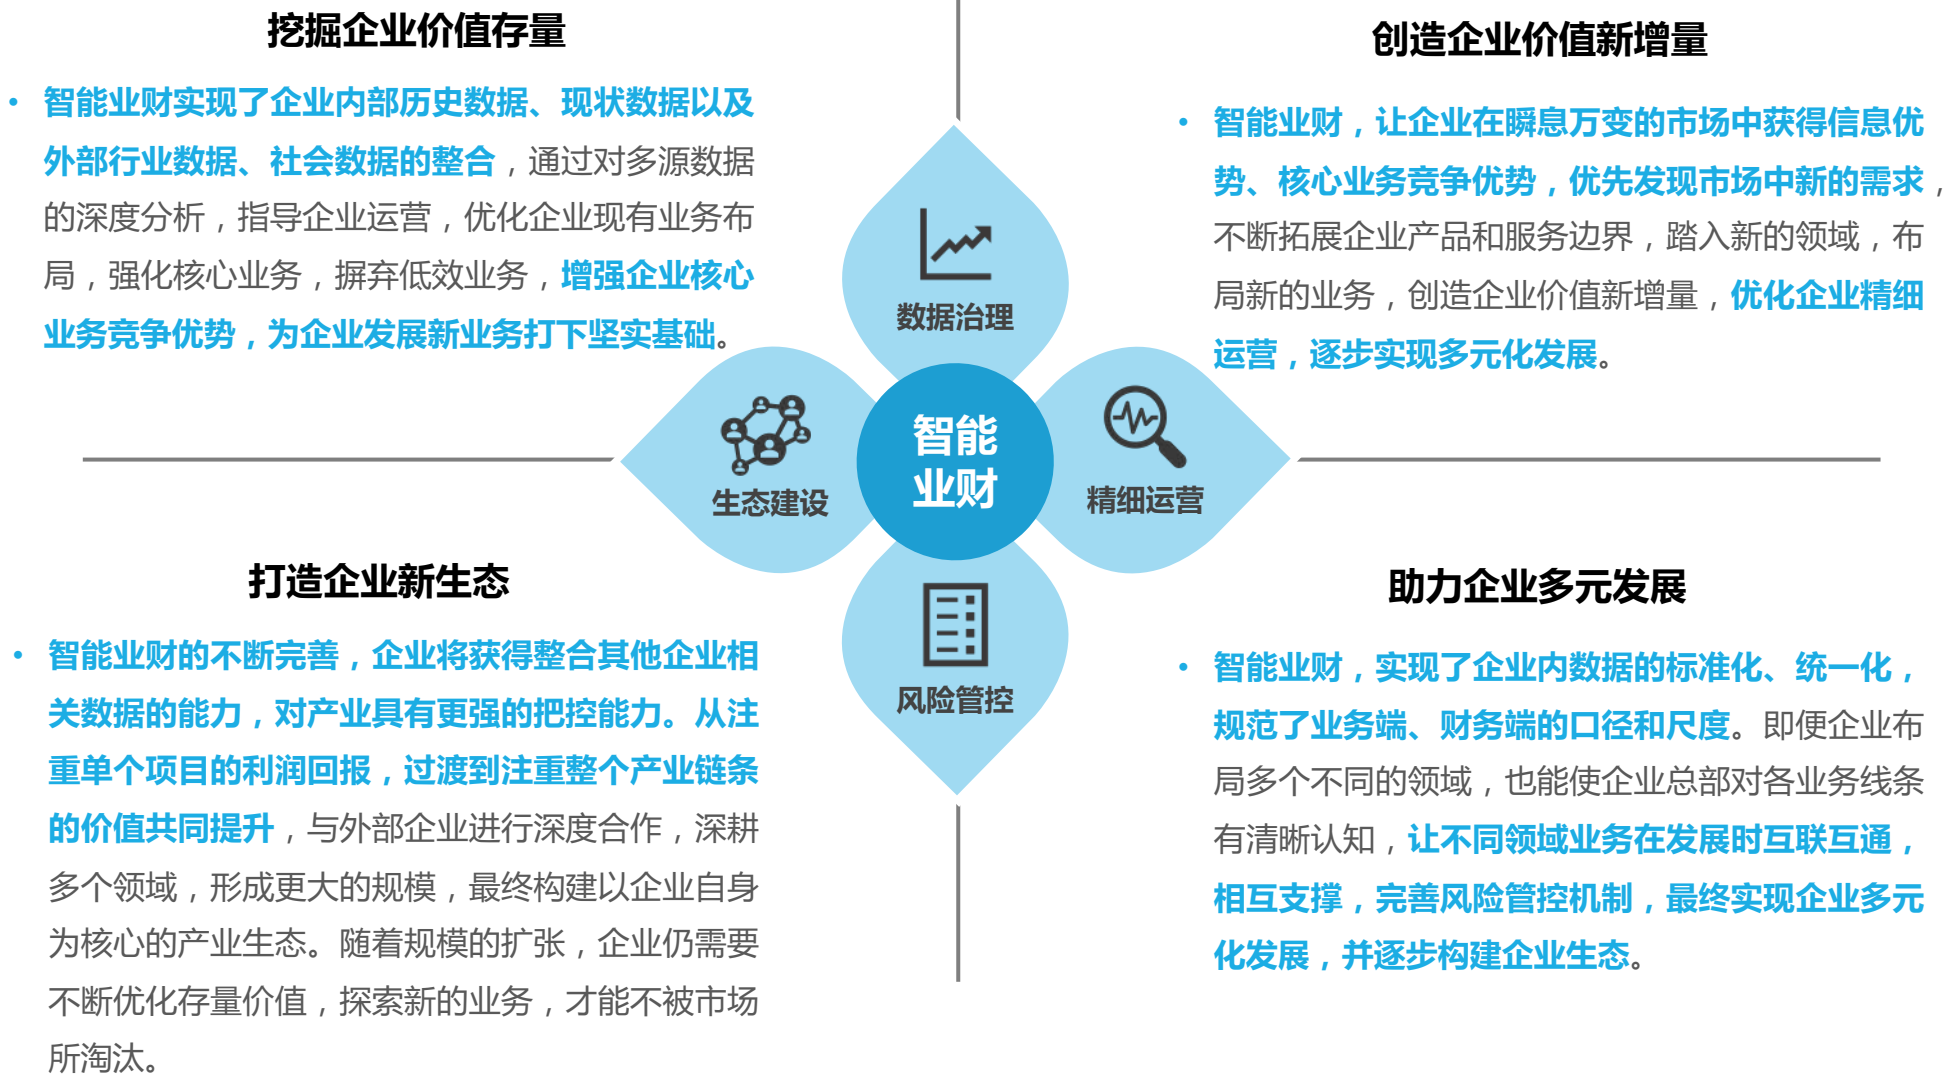 挖掘企业价值存量
• 智能业财实现了企业内部历史数据、现状数据以及
外部行业数据、社会数据的整合，通过对多源数据
的深度分析，指导企业运营，优化企业现有业务布
局，强化核心业务，摒弃低效业务，增强企业核心
业务竞争优势，为企业发展新业务打下坚实基础。
创造企业价值新增量
• 智能业财，让企业在瞬息万变的市场中获得信息优
势、核心业务竞争优势，优先发现市场中新的需求，
不断拓展企业产品和服务边界，踏入新的领域，布
局新的业务，创造企业价值新增量，优化企业精细
运营，逐步实现多元化发展。
数据治理
生态建设
智能
业财
精细运营
风险管控
打造企业新生态
• 智能业财的不断完善，企业将获得整合其他企业相
关数据的能力，对产业具有更强的把控能力。从注
重单个项目的利润回报，过渡到注重整个产业链条
的价值共同提升，与外部企业进行深度合作，深耕
多个领域，形成更大的规模，最终构建以企业自身
为核心的产业生态。随着规模的扩张，企业仍需要
不断优化存量价值，探索新的业务，才能不被市场
所淘汰。
助力企业多元发展
• 智能业财，实现了企业内数据的标准化、统一化，
规范了业务端、财务端的口径和尺度。即便企业布
局多个不同的领域，也能使企业总部对各业务线条
有清晰认知，让不同领域业务在发展时互联互通，
相互支撑，完善风险管控机制，最终实现企业多元
化发展，并逐步构建企业生态。